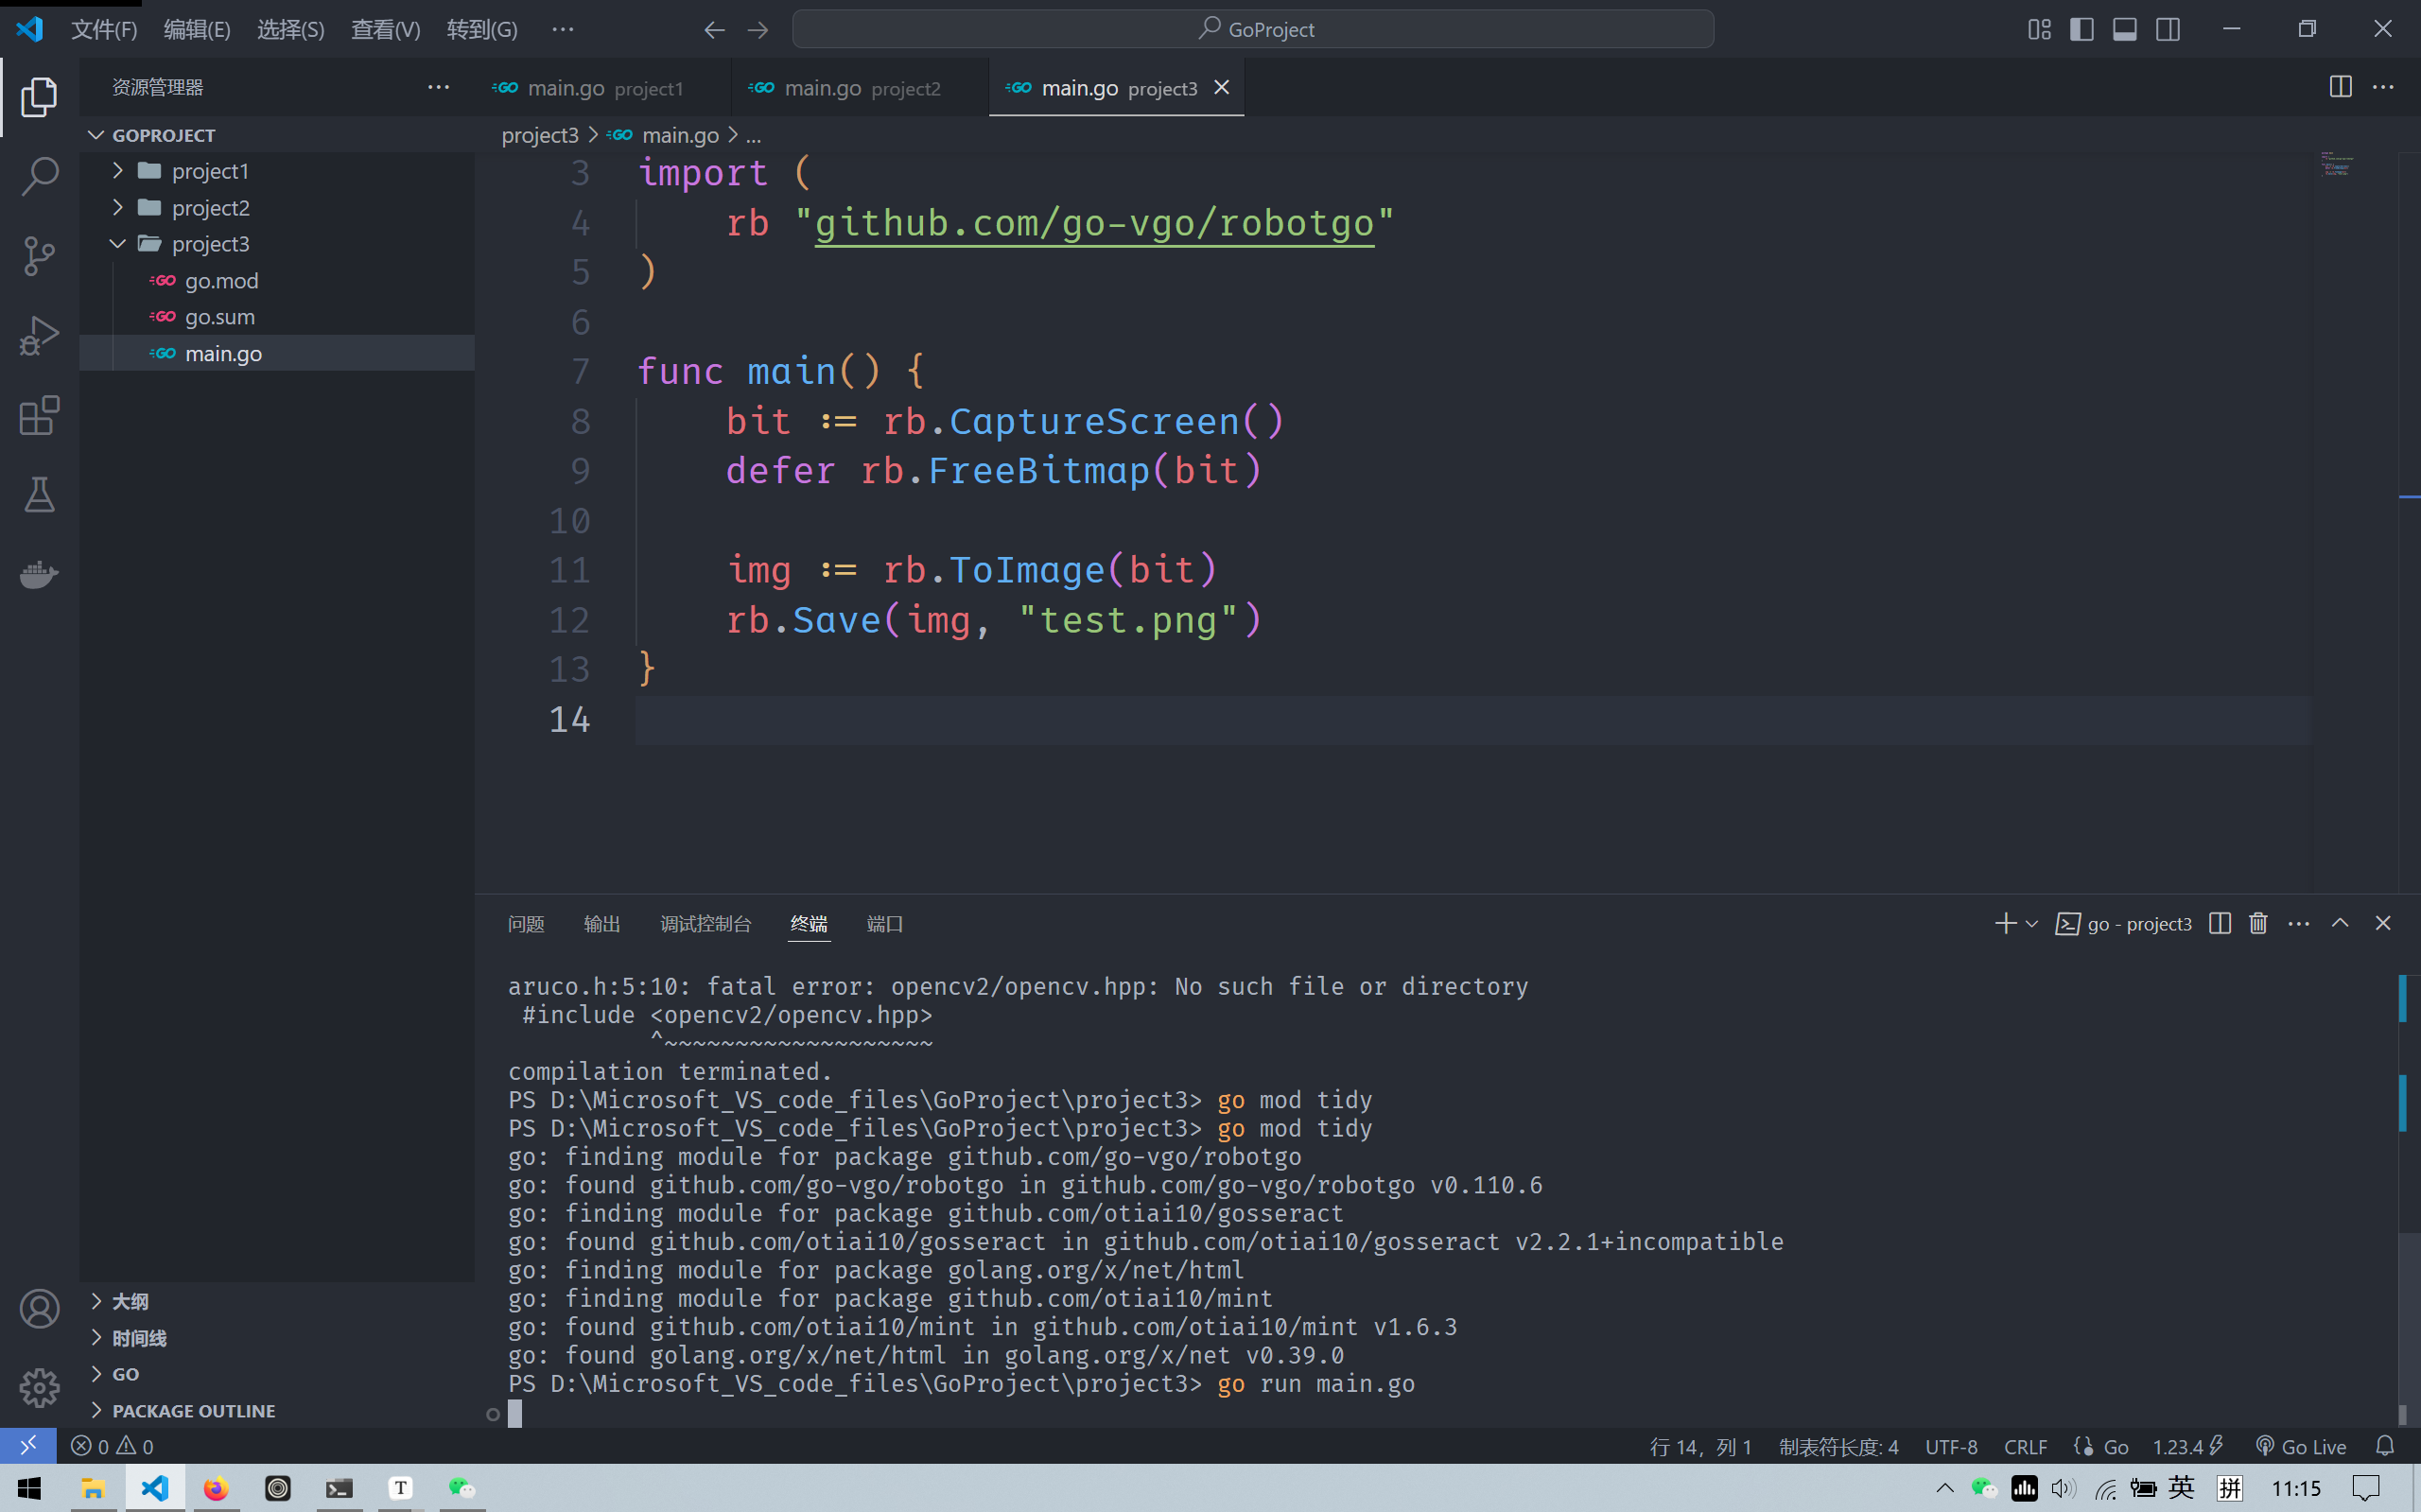 文件(F) 编辑(E) 选择(S) 查看(V) 转到(G) ··· GoProject
资源管理器 ···
main.go project1 main.go project2 main.go project3
GOPROJECT
project1
project2
project3
go.mod
go.sum
main.go
project3 > main.go > ...
3 import (
4 rb "github.com/go-vgo/robotgo"
5 )
6
7 func main() {
8 bit := rb.CaptureScreen()
9 defer rb.FreeBitmap(bit)
10
11 img := rb.ToImage(bit)
12 rb.Save(img, "test.png")
13 }
14
问题 输出 调试控制台 终端 端口 go - project3
aruco.h:5:10: fatal error: opencv2/opencv.hpp: No such file or directory
#include <opencv2/opencv.hpp>
^~~~~~~~~~~~~~~~~~~~
compilation terminated.
PS D:\Microsoft_VS_code_files\GoProject\project3> go mod tidy
PS D:\Microsoft_VS_code_files\GoProject\project3> go mod tidy
go: finding module for package github.com/go-vgo/robotgo
go: found github.com/go-vgo/robotgo in github.com/go-vgo/robotgo v0.110.6
go: finding module for package github.com/otiai10/gosseract
go: found github.com/otiai10/gosseract in github.com/otiai10/gosseract v2.2.1+incompatible
go: finding module for package golang.org/x/net/html
go: finding module for package github.com/otiai10/mint
go: found github.com/otiai10/mint in github.com/otiai10/mint v1.6.3
go: found golang.org/x/net/html in golang.org/x/net v0.39.0
PS D:\Microsoft_VS_code_files\GoProject\project3> go run main.go
大纲
时间线
GO
PACKAGE OUTLINE
0 0 行 14，列 1 制表符长度: 4 UTF-8 CRLF {} Go 1.23.4 Go Live
T 英 拼 11:15